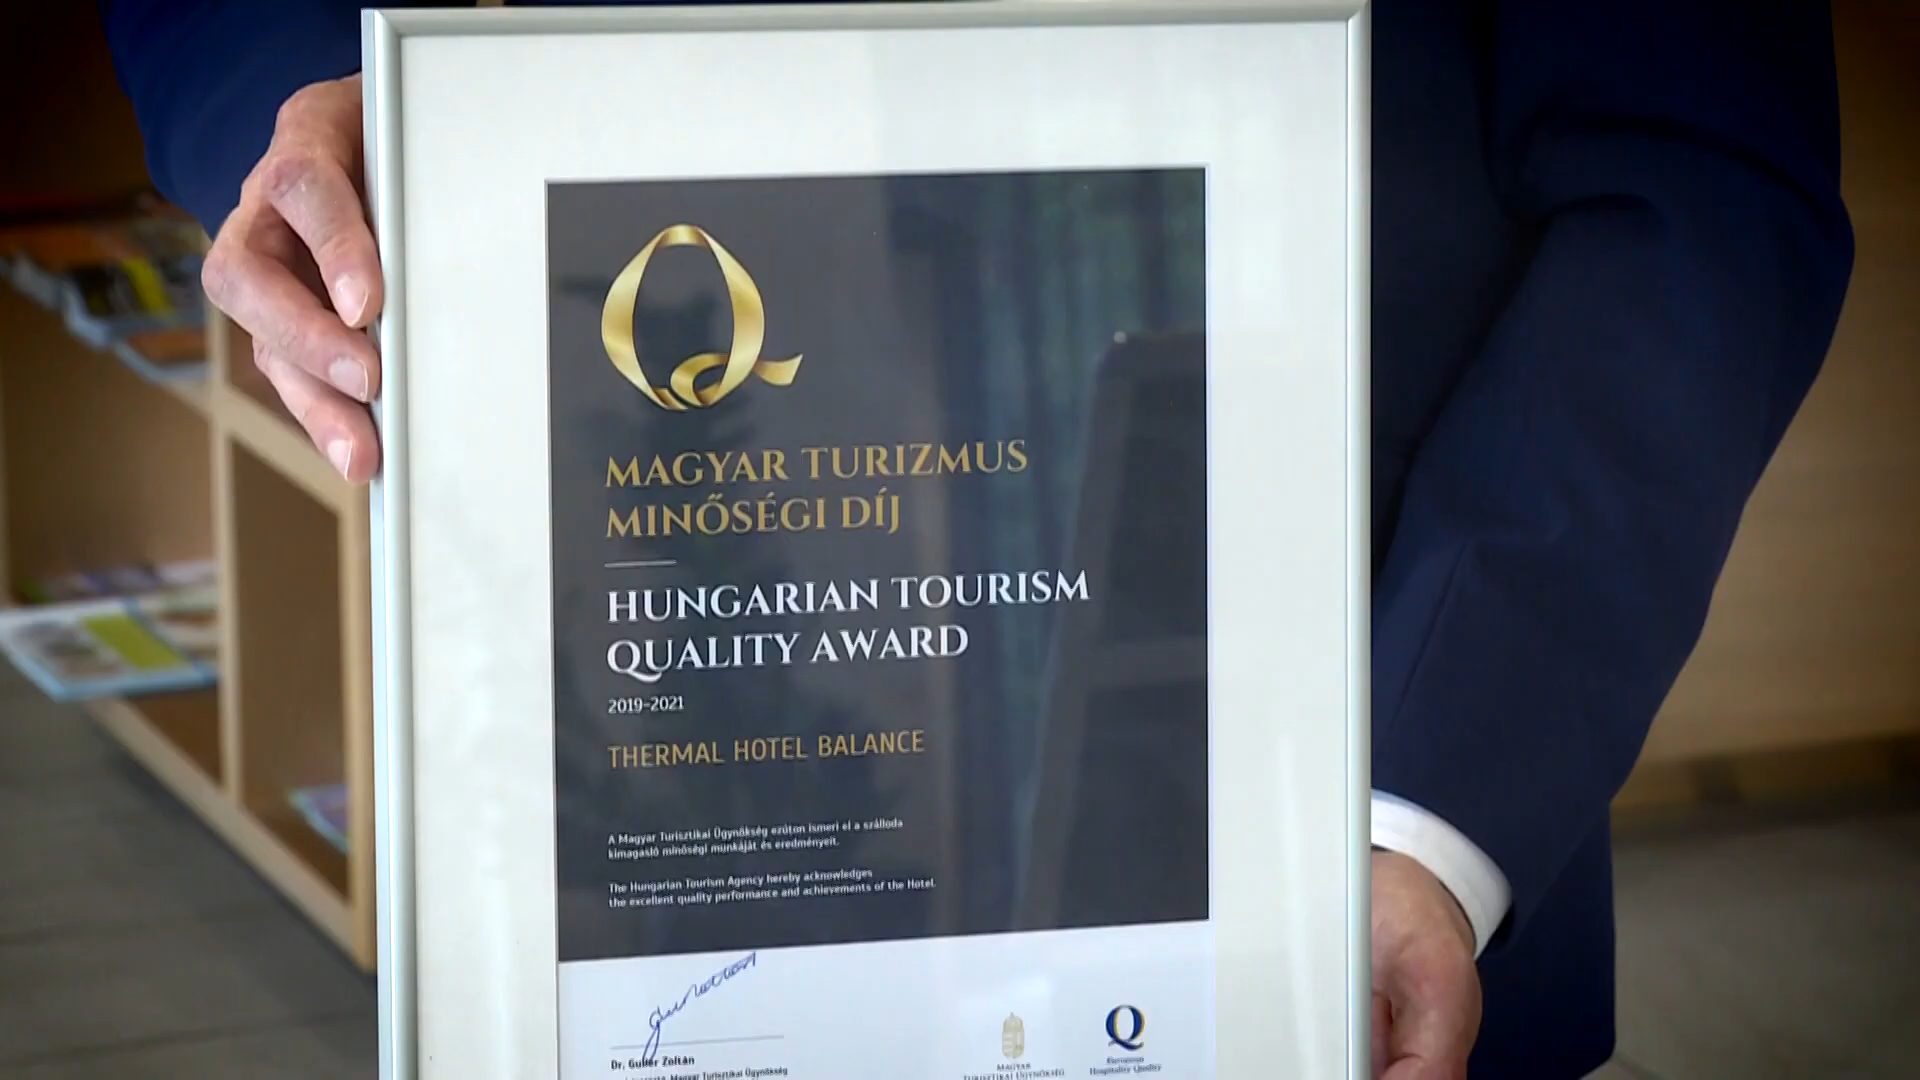 MAGYAR TURIZMUS
MINŐSÉGI DÍJ
HUNGARIAN TOURISM
QUALITY AWARD
2019-2021
THERMAL HOTEL BALANCE
A Magyar Turisztikai Ügynökség ezúton ismeri el a szálloda
kimagasló minőségi munkáját és eredményeit.
The Hungarian Tourism Agency hereby acknowledges
the excellent quality performance and achievements of the Hotel.
Dr. Guller Zoltán
Magyar Turisztikai Ügynökség
MAGYAR
TURISZTIKAI ÜGYNÖKSÉG
Q
Hospitality Quality